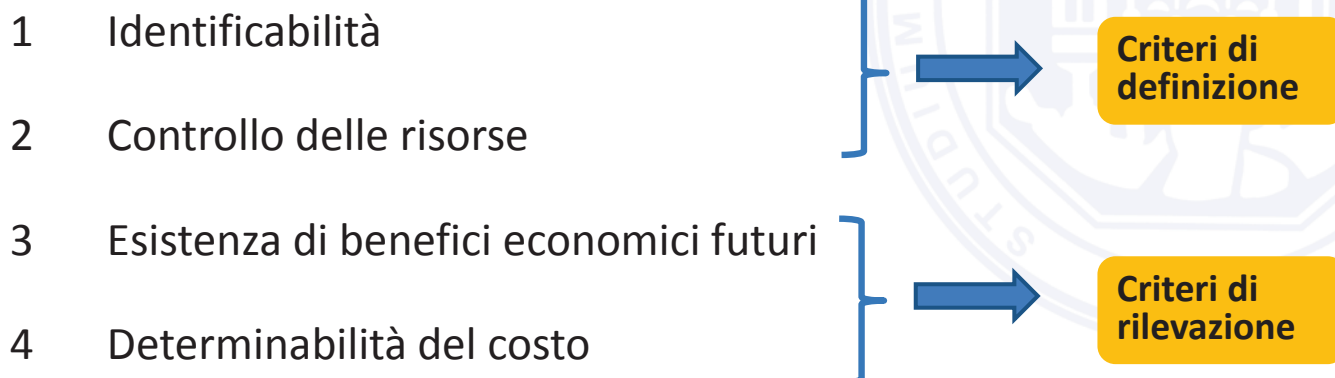 1 Identificabilità
2 Controllo delle risorse
Criteri di
definizione
3 Esistenza di benefici economici futuri
4 Determinabilità del costo
Criteri di
rilevazione
STUDIO